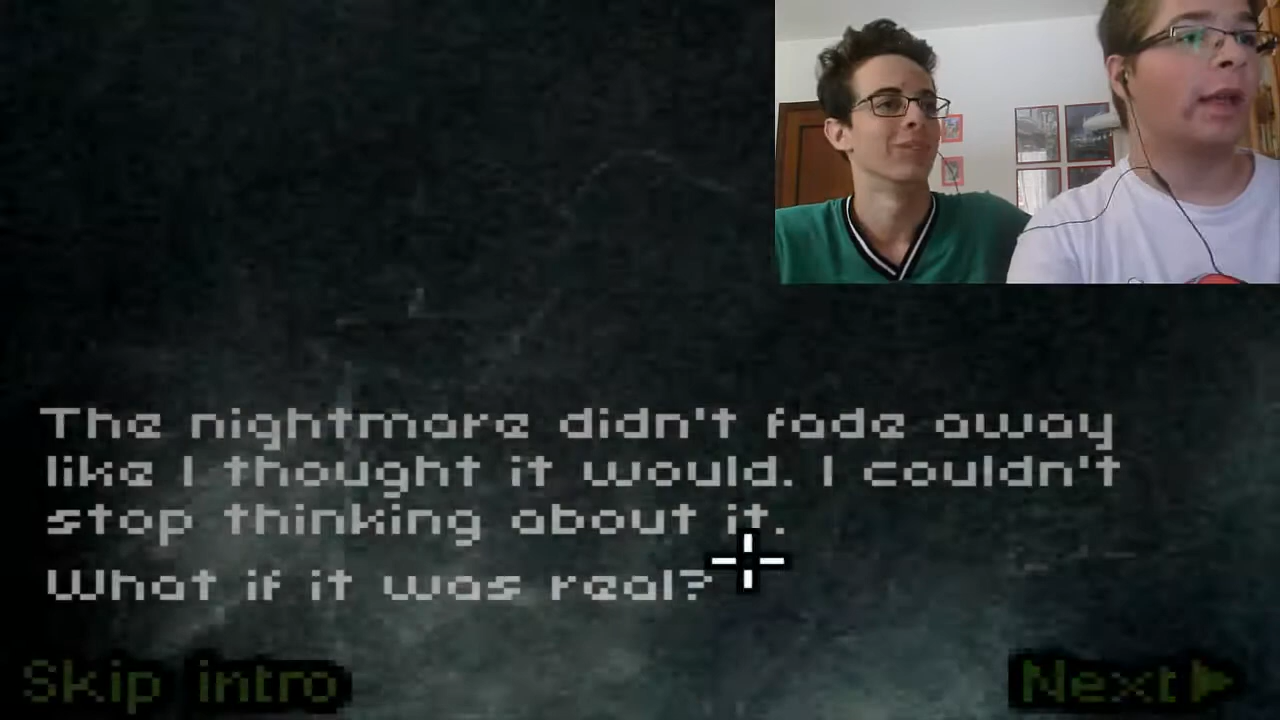 The nightmare didn't fade away
like I thought it would. I couldn't
stop thinking about it.
What if it was real?
Skip intro
Next